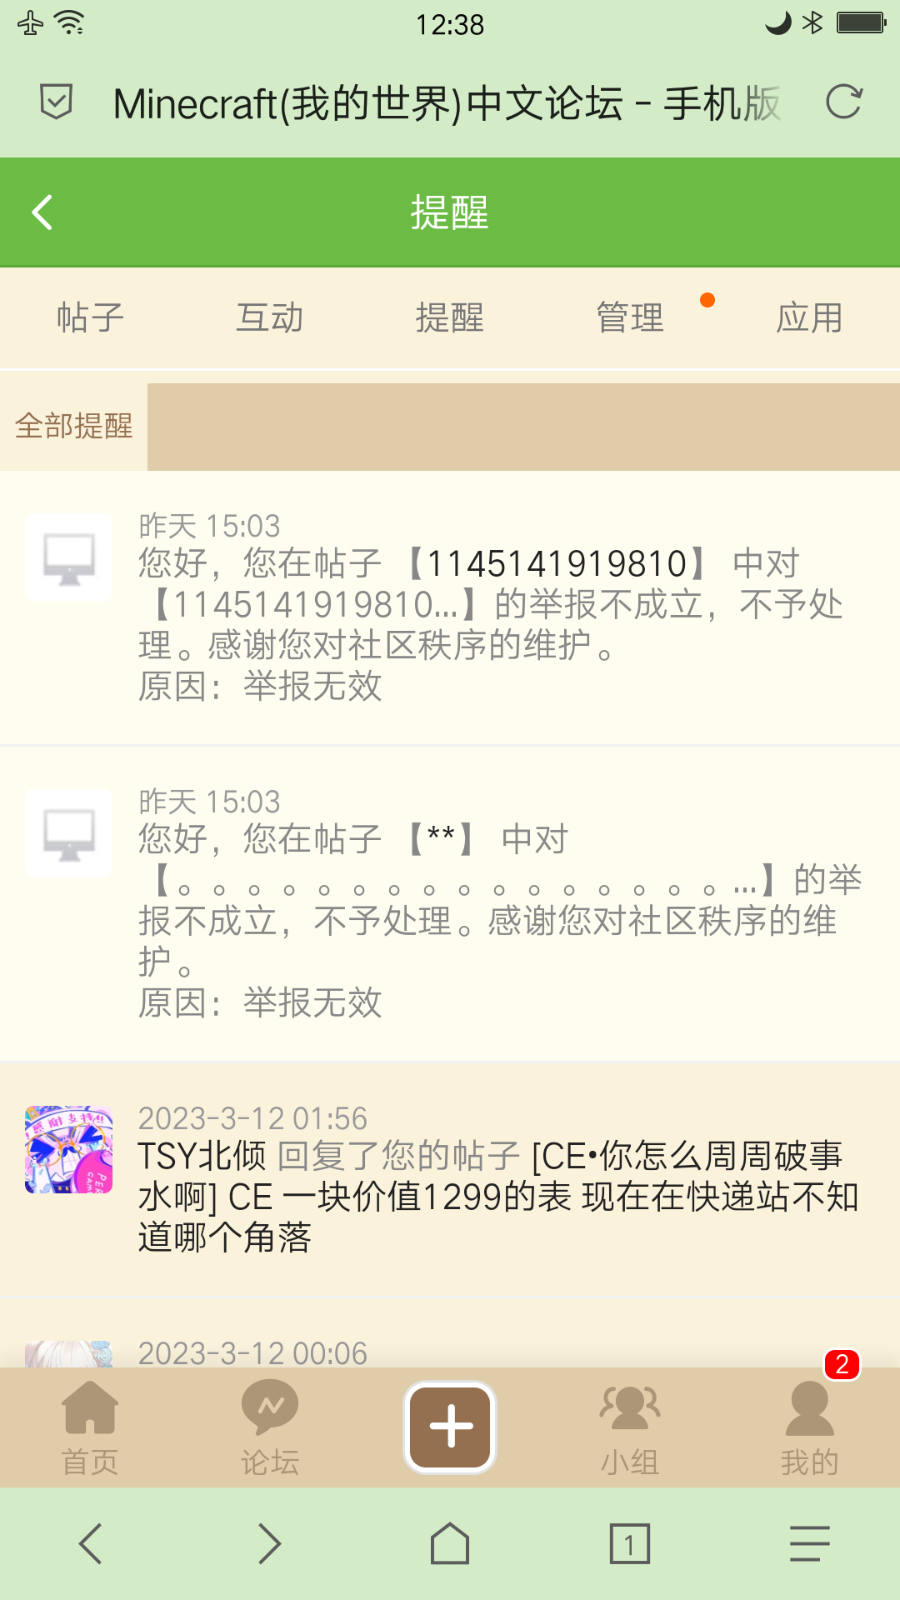 12:38
Minecraft(我的世界)中文论坛 - 手机版
提醒
帖子 互动 提醒 管理 应用
全部提醒
昨天 15:03
您好，您在帖子 【1145141919810】 中对
【1145141919810...】的举报不成立，不予处
理。感谢您对社区秩序的维护。
原因：举报无效
昨天 15:03
您好，您在帖子 【**】 中对
【。。。。。。。。。。。。。。。。...】的举
报不成立，不予处理。感谢您对社区秩序的维
护。
原因：举报无效
感谢支持
2023-3-12 01:56
TSY北倾 回复了您的帖子 [CE•你怎么周周破事
水啊] CE 一块价值1299的表 现在在快递站不知
道哪个角落
2023-3-12 00:06
2
首页 论坛 小组 我的
1